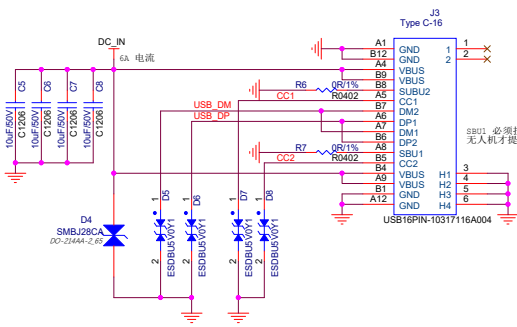 J3
Type C-16
DC_IN
6A 电流
A1 GND 1 1
B12 GND 2 2
A4 VBUS
B9 VBUS
R6 0R/1% B8 SUBU2
CC1 R0402 A5 CC1
USB_DM B7 DM2
USB_DP A6 DP1
A7 DM1
B6 DP2
R7 0R/1% A8 SBU1
CC2 R0402 B5 CC2
B4 VBUS H1 3
A9 VBUS H2 4
B1 GND H3 5
A12 GND H4 6
USB16PIN-10317116A004
SBU1 必须
无人机才提
C5 C6 C7 C8
10uF/50V C1206 10uF/50V C1206 10uF/50V C1206 10uF/50V C1206
D4
SMBJ28CA
DO-214AA-2_65
D5 D6 D7 D8
1 1 1 1
ESDBU5V0Y1 ESDBU5V0Y1 ESDBU5V0Y1 ESDBU5V0Y1
2 2 2 2